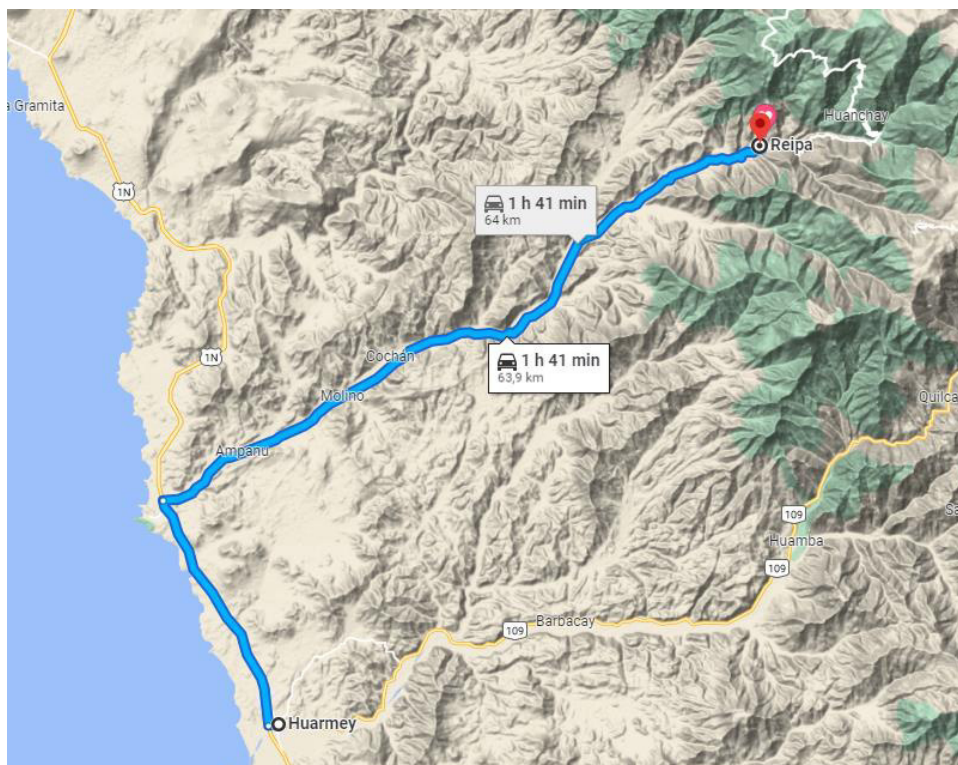 a Gramita
Huanchay
Reipa
1N
1 h 41 min
64 km
1N
Cochán
1 h 41 min
63,9 km
Molino
Quilca
Ampanu
109
Sa
Huamba
109
Barbacay
109
Huarmey